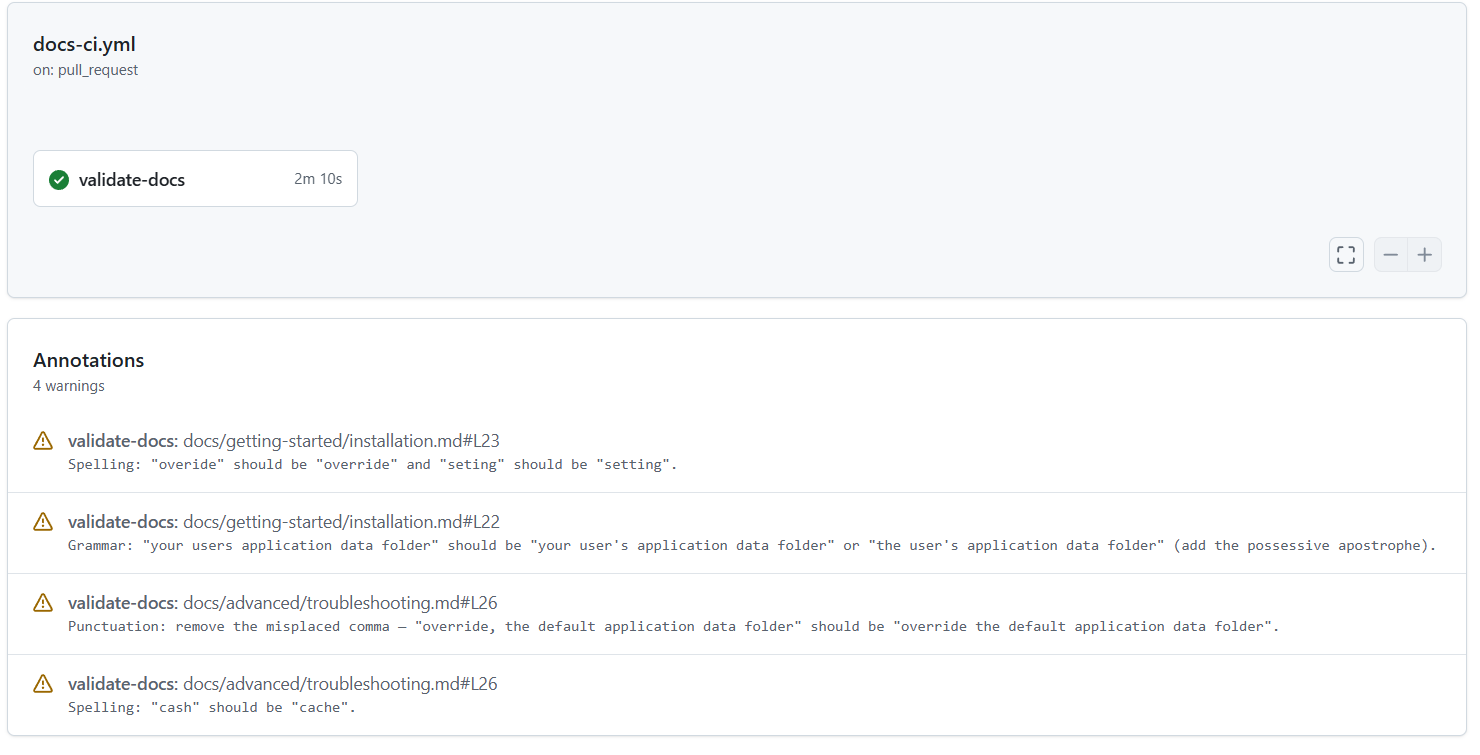 docs-ci.yml
on: pull_request
validate-docs 2m 10s
Annotations
4 warnings
validate-docs: docs/getting-started/installation.md#L23
Spelling: "overide" should be "override" and "seting" should be "setting".
validate-docs: docs/getting-started/installation.md#L22
Grammar: "your users application data folder" should be "your user's application data folder" or "the user's application data folder" (add the possessive apostrophe).
validate-docs: docs/advanced/troubleshooting.md#L26
Punctuation: remove the misplaced comma — "override, the default application data folder" should be "override the default application data folder".
validate-docs: docs/advanced/troubleshooting.md#L26
Spelling: "cash" should be "cache".